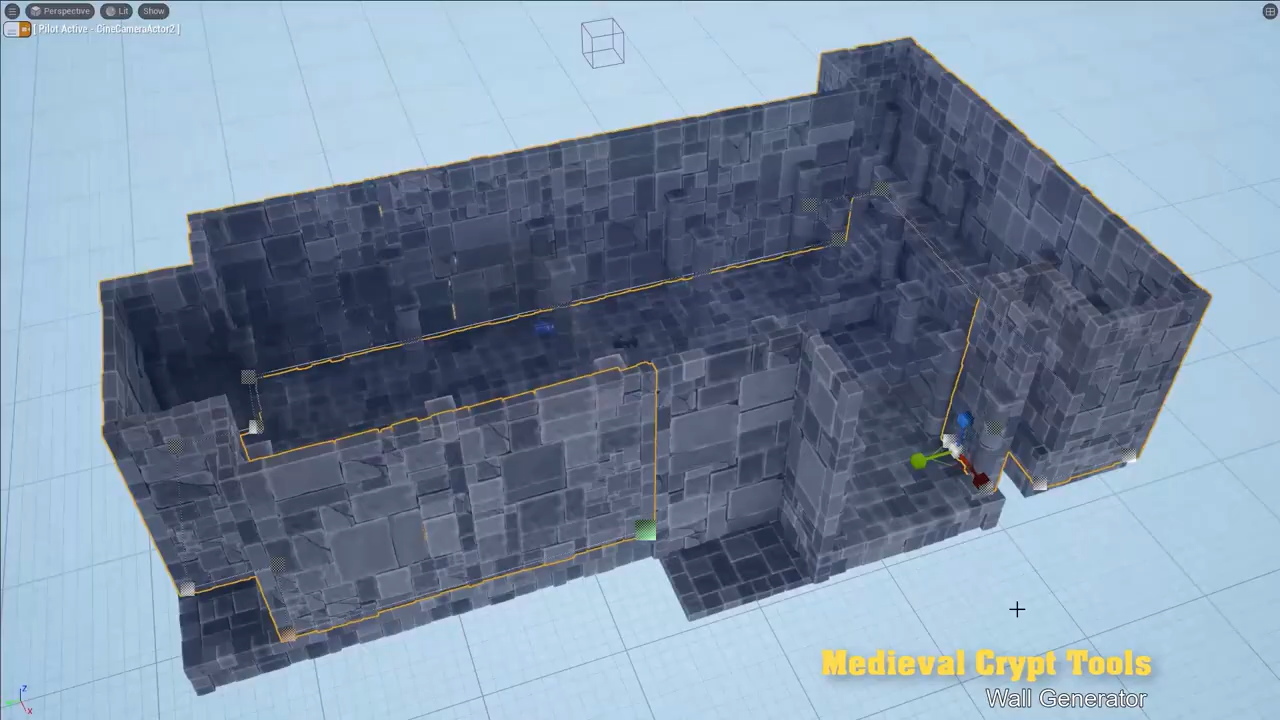 Perspective Lit Show
[ Pilot Active - CineCameraActor2 ]
Medieval Crypt Tools
Wall Generator
Z
X